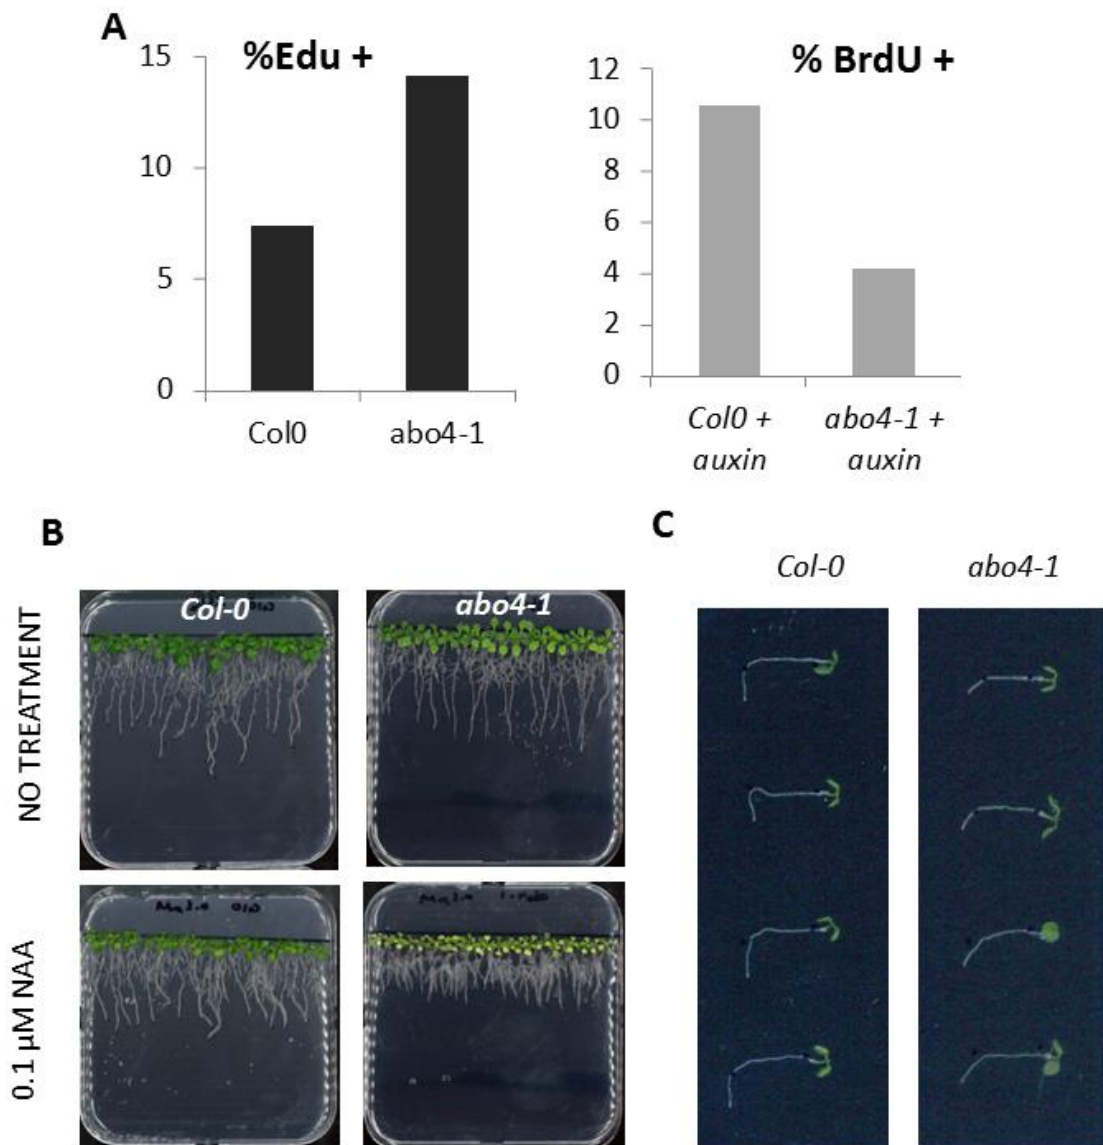 A
%Edu +
15
10
5
0
Col0
abo4-1
% BrdU +
12
10
8
6
4
2
0
Col0 +
auxin
abo4-1 +
auxin
B
NO TREATMENT
Col-0
abo4-1
0.1 µM NAA
C
Col-0
abo4-1